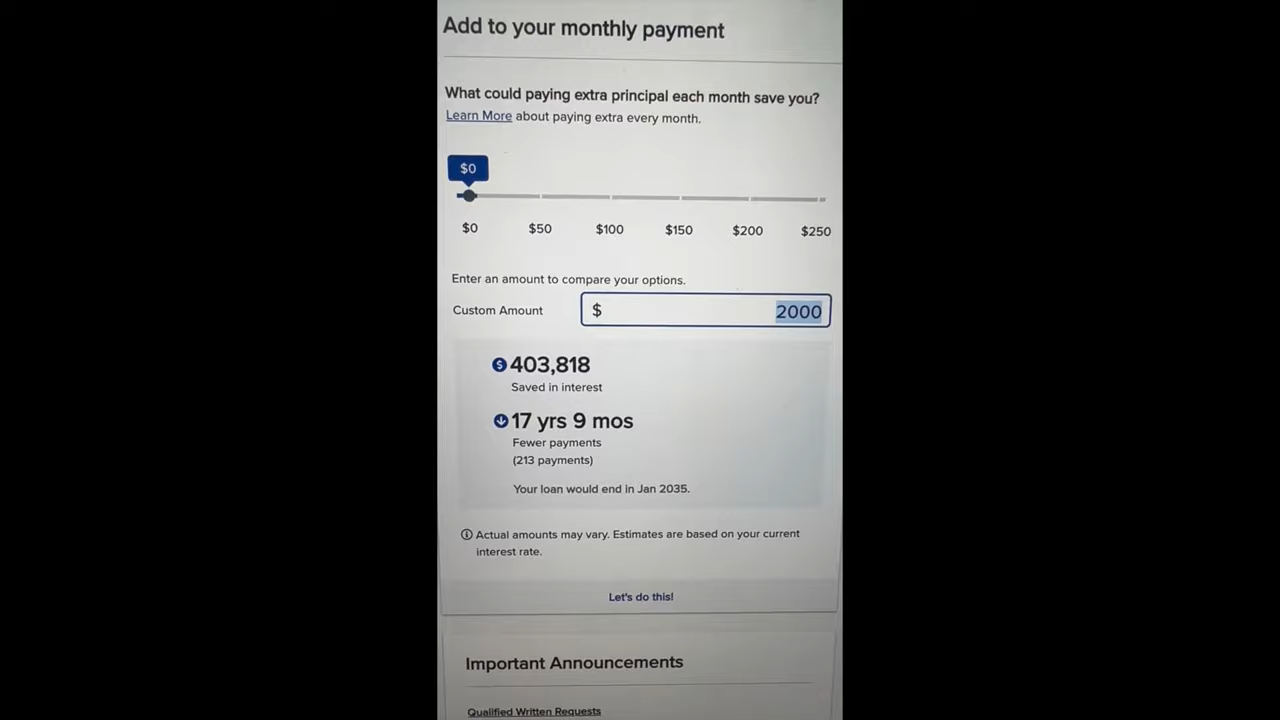 Add to your monthly payment
What could paying extra principal each month save you?
Learn More about paying extra every month.
$0
$0 $50 $100 $150 $200 $250
Enter an amount to compare your options.
Custom Amount $ 2000
$ 403,818
Saved in interest
17 yrs 9 mos
Fewer payments
(213 payments)
Your loan would end in Jan 2035.
Actual amounts may vary. Estimates are based on your current
interest rate.
Let's do this!
Important Announcements
Qualified Written Requests